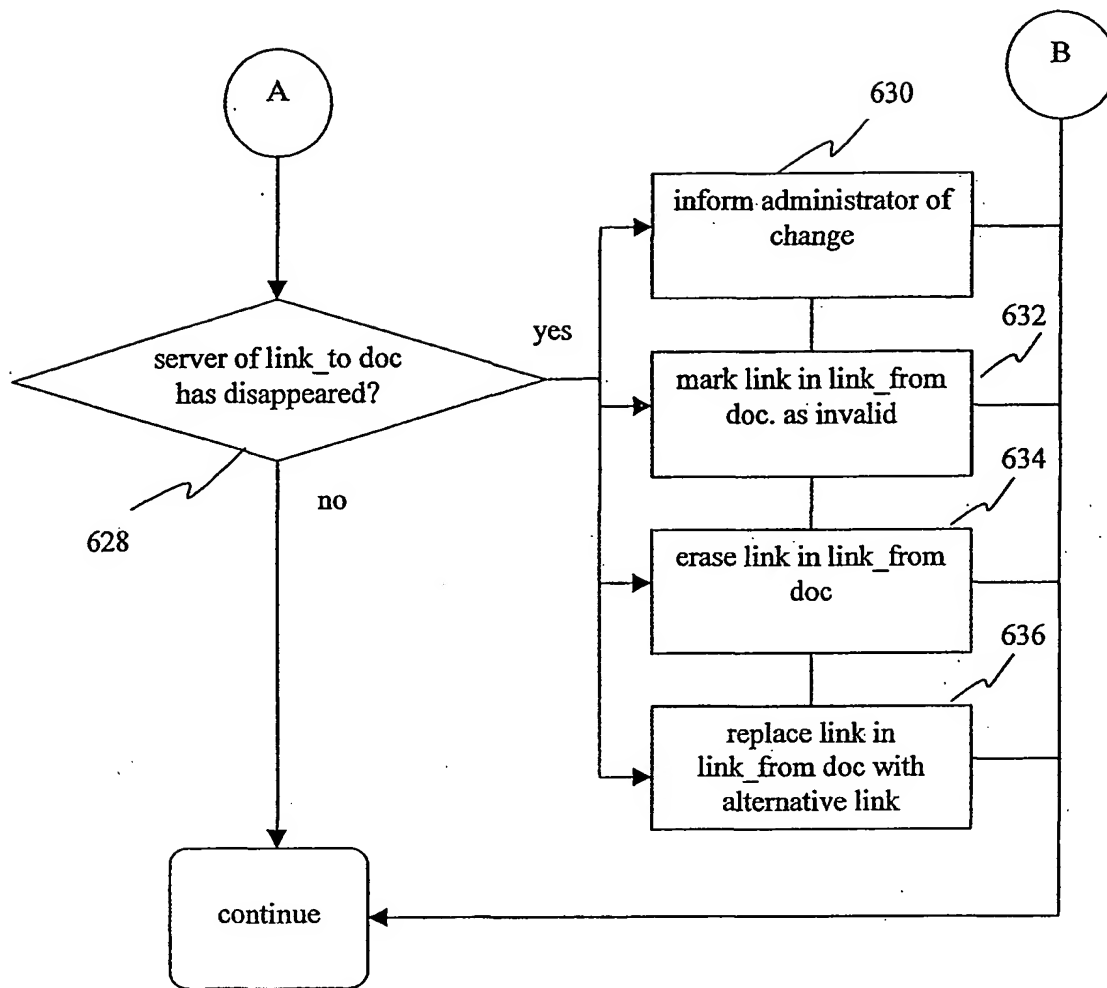 A
B
630
inform administrator of
change
632
yes
server of link_to doc
has disappeared?
mark link in link_from
doc. as invalid
634
no
628
erase link in link_from
doc
636
replace link in
link_from doc with
alternative link
continue